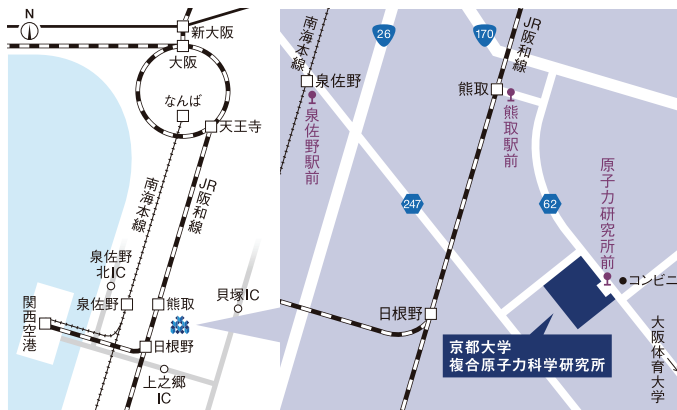 N
新大阪
大阪
なんば
天王寺
南海本線
JR阪和線
泉佐野
北IC
貝塚IC
泉佐野
熊取
関西空港
日根野
上之郷
IC
南海本線
26
170
JR阪和線
泉佐野
熊取
泉佐野駅前
熊取駅前
原子力研究所前
247
62
コンビニ
日根野
京都大学
複合原子力科学研究所
大阪体育大学